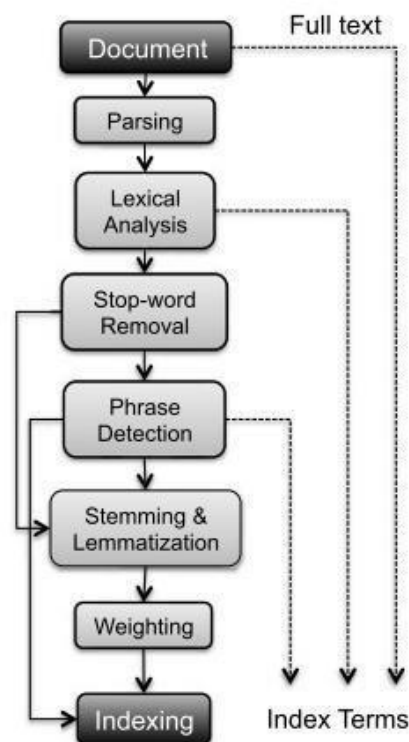 Full text
Document
Parsing
Lexical
Analysis
Stop-word
Removal
Phrase
Detection
Stemming &
Lemmatization
Weighting
Indexing
Index Terms